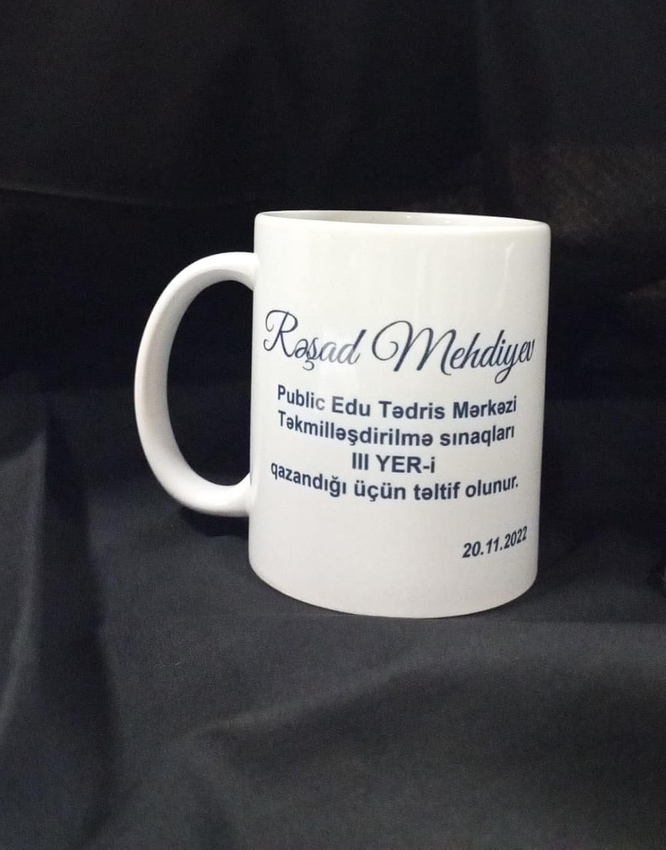 Rəşad Mehdiyev
Public Edu Tədris Mərkəzi
Təkmilləşdirilmə sınaqları
III YER-i
qazandığı üçün təltif olunur.
20.11.2022